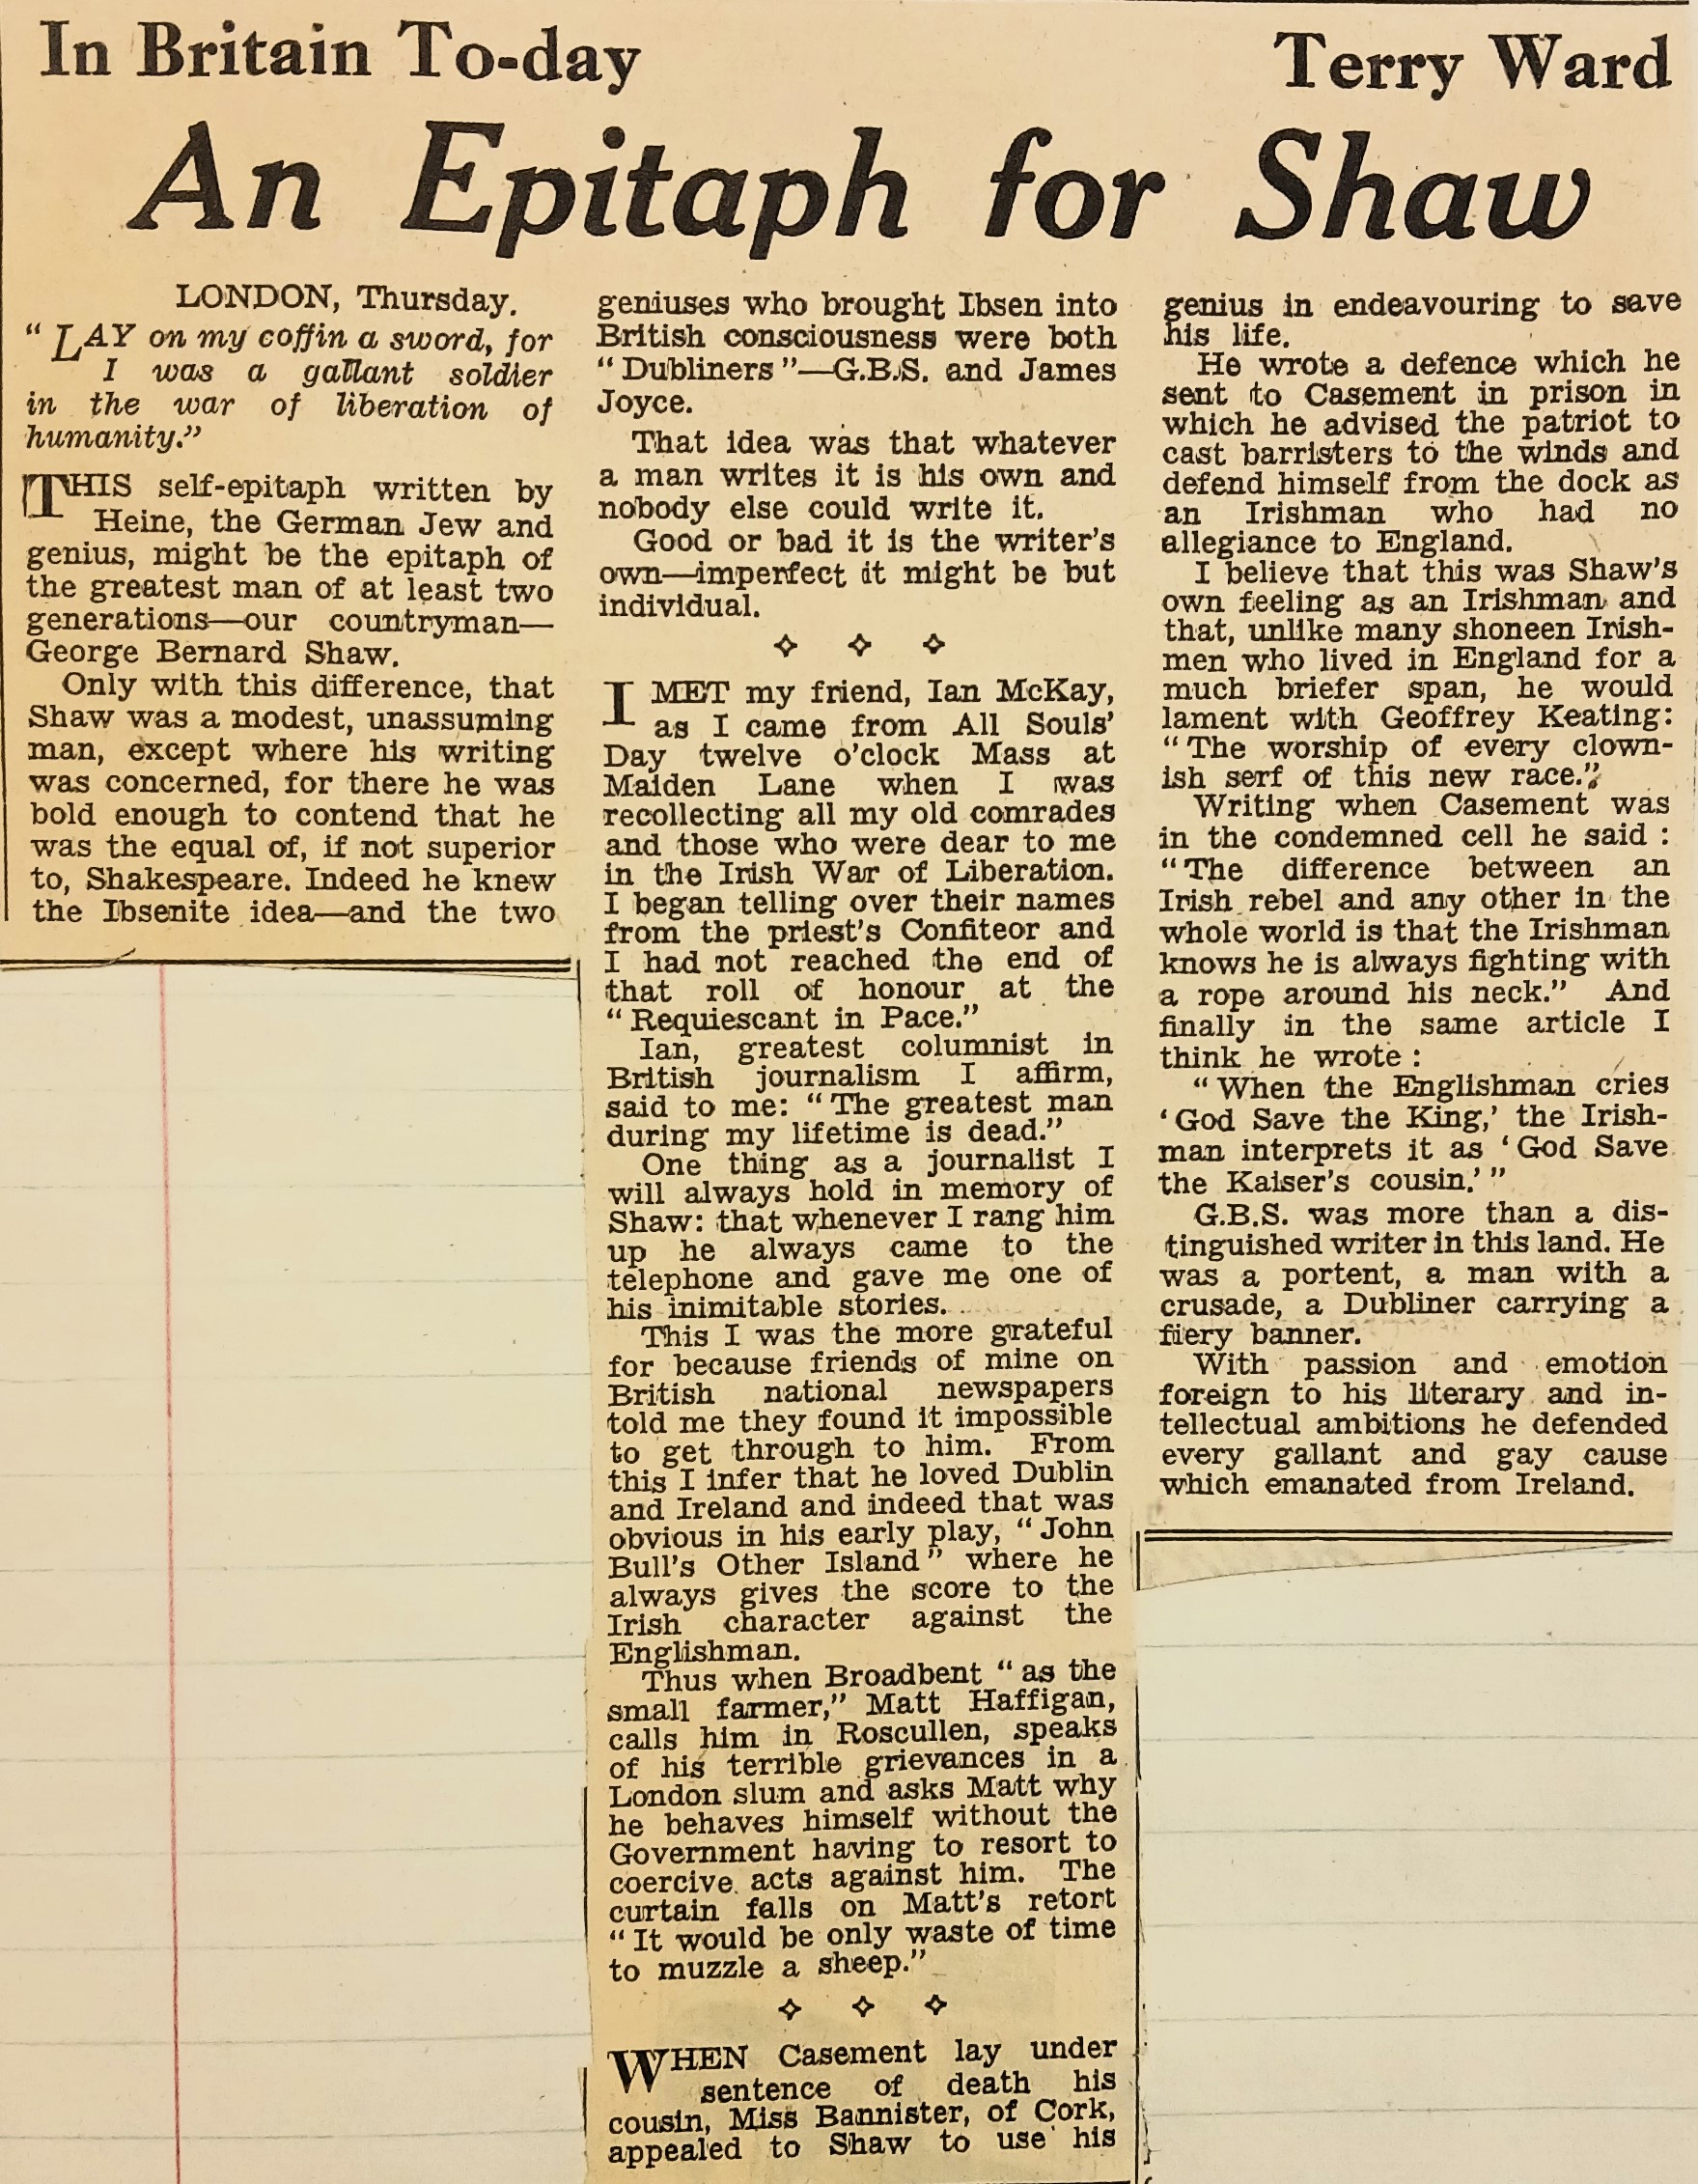 In Britain To-day
Terry Ward
An Epitaph for Shaw
LONDON, Thursday.
"LAY on my coffin a sword, for
I was a gallant soldier
in the war of liberation of
humanity."
THIS self-epitaph written by
Heine, the German Jew and
genius, might be the epitaph of
the greatest man of at least two
generations—our countryman—
George Bernard Shaw.
Only with this difference, that
Shaw was a modest, unassuming
man, except where his writing
was concerned, for there he was
bold enough to contend that he
was the equal of, if not superior
to, Shakespeare. Indeed he knew
the Ibsenite idea—and the two
geniuses who brought Ibsen into
British consciousness were both
"Dubliners"—G.B.S. and James
Joyce.
That idea was that whatever
a man writes it is his own and
nobody else could write it.
Good or bad it is the writer's
own—imperfect it might be but
individual.
I MET my friend, Ian McKay,
as I came from All Souls'
Day twelve o'clock Mass at
Maiden Lane when I was
recollecting all my old comrades
and those who were dear to me
in the Irish War of Liberation.
I began telling over their names
from the priest's Confiteor and
I had not reached the end of
that roll of honour at the
"Requiescant in Pace."
Ian, greatest columnist in
British journalism I affirm,
said to me: "The greatest man
during my lifetime is dead."
One thing as a journalist I
will always hold in memory of
Shaw: that whenever I rang him
up he always came to the
telephone and gave me one of
his inimitable stories.
This I was the more grateful
for because friends of mine on
British national newspapers
told me they found it impossible
to get through to him. From
this I infer that he loved Dublin
and Ireland and indeed that was
obvious in his early play, "John
Bull's Other Island" where he
always gives the score to the
Irish character against the
Englishman.
Thus when Broadbent "as the
small farmer," Matt Haffigan,
calls him in Roscullen, speaks
of his terrible grievances in a
London slum and asks Matt why
he behaves himself without the
Government having to resort to
coercive acts against him. The
curtain falls on Matt's retort
"It would be only waste of time
to muzzle a sheep."
WHEN Casement lay under
sentence of death his
cousin, Miss Bannister, of Cork,
appealed to Shaw to use his
genius in endeavouring to save
his life.
He wrote a defence which he
sent to Casement in prison in
which he advised the patriot to
cast barristers to the winds and
defend himself from the dock as
an Irishman who had no
allegiance to England.
I believe that this was Shaw's
own feeling as an Irishman and
that, unlike many shoneen Irish-
men who lived in England for a
much briefer span, he would
lament with Geoffrey Keating:
"The worship of every clown-
ish serf of this new race."
Writing when Casement was
in the condemned cell he said :
"The difference between an
Irish rebel and any other in the
whole world is that the Irishman
knows he is always fighting with
a rope around his neck." And
finally in the same article I
think he wrote :
"When the Englishman cries
'God Save the King,' the Irish-
man interprets it as 'God Save
the Kaiser's cousin.'"
G.B.S. was more than a dis-
tinguished writer in this land. He
was a portent, a man with a
crusade, a Dubliner carrying a
fiery banner.
With passion and emotion
foreign to his literary and in-
tellectual ambitions he defended
every gallant and gay cause
which emanated from Ireland.